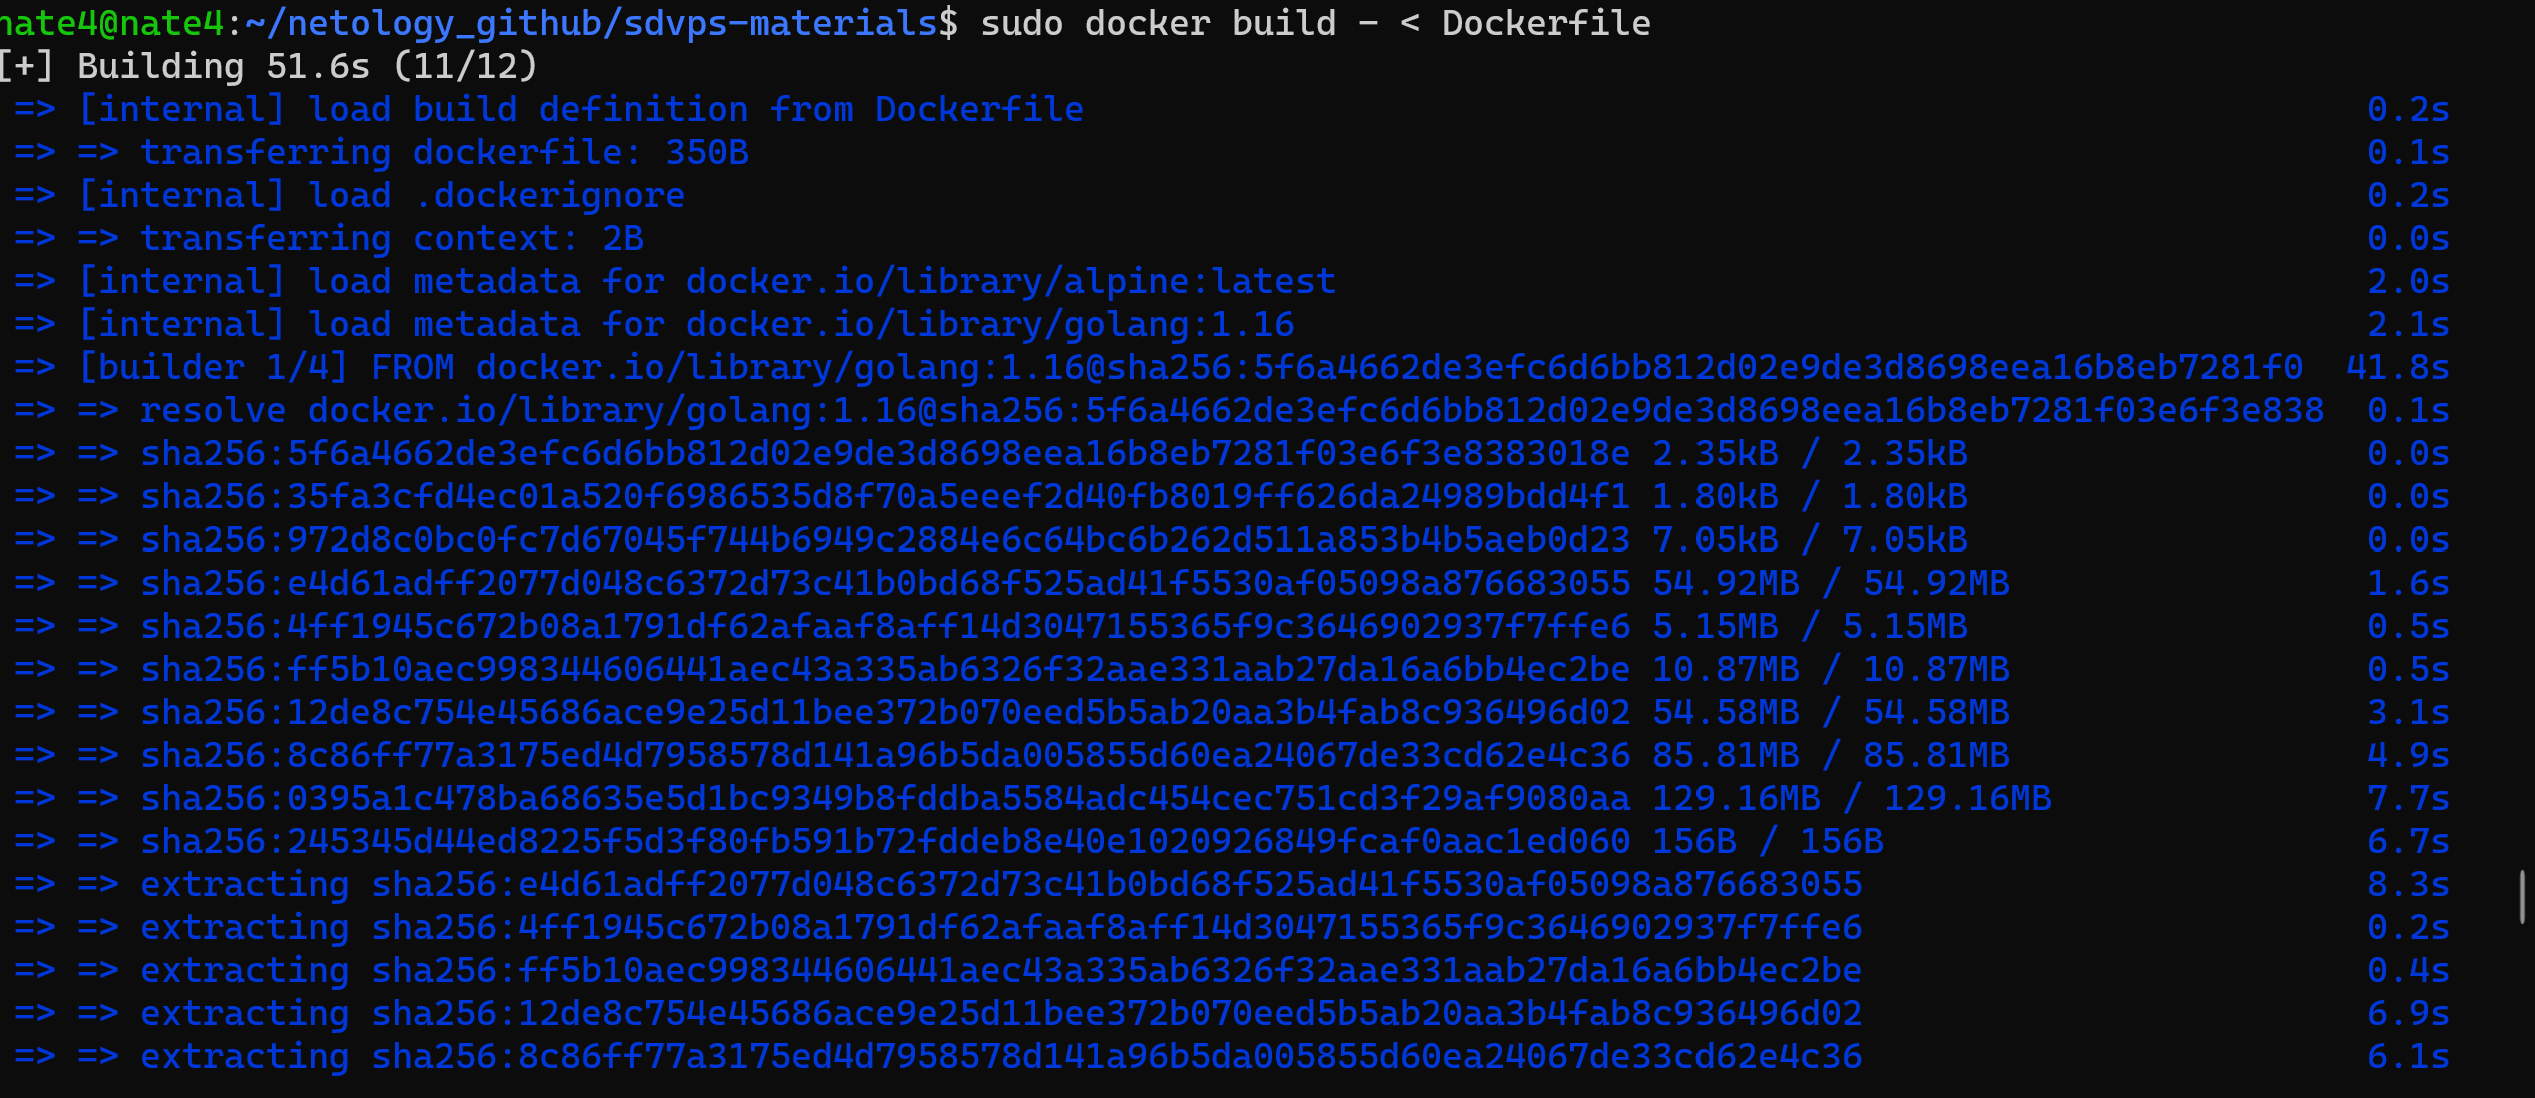 nate4@nate4:~/netology_github/sdvps-materials$ sudo docker build - < Dockerfile
[+] Building 51.6s (11/12)
=> [internal] load build definition from Dockerfile 0.2s
=> => transferring dockerfile: 350B 0.1s
=> [internal] load .dockerignore 0.2s
=> => transferring context: 2B 0.0s
=> [internal] load metadata for docker.io/library/alpine:latest 2.0s
=> [internal] load metadata for docker.io/library/golang:1.16 2.1s
=> [builder 1/4] FROM docker.io/library/golang:1.16@sha256:5f6a4662de3efc6d6bb812d02e9de3d8698eea16b8eb7281f0 41.8s
=> => resolve docker.io/library/golang:1.16@sha256:5f6a4662de3efc6d6bb812d02e9de3d8698eea16b8eb7281f03e6f3e838 0.1s
=> => sha256:5f6a4662de3efc6d6bb812d02e9de3d8698eea16b8eb7281f03e6f3e8383018e 2.35kB / 2.35kB 0.0s
=> => sha256:35fa3cfd4ec01a520f6986535d8f70a5eeef2d40fb8019ff626da24989bdd4f1 1.80kB / 1.80kB 0.0s
=> => sha256:972d8c0bc0fc7d67045f744b6949c2884e6c64bc6b262d511a853b4b5aeb0d23 7.05kB / 7.05kB 0.0s
=> => sha256:e4d61adff2077d048c6372d73c41b0bd68f525ad41f5530af05098a876683055 54.92MB / 54.92MB 1.6s
=> => sha256:4ff1945c672b08a1791df62afaaf8aff14d3047155365f9c3646902937f7ffe6 5.15MB / 5.15MB 0.5s
=> => sha256:ff5b10aec998344606441aec43a335ab6326f32aae331aab27da16a6bb4ec2be 10.87MB / 10.87MB 0.5s
=> => sha256:12de8c754e45686ace9e25d11bee372b070eed5b5ab20aa3b4fab8c936496d02 54.58MB / 54.58MB 3.1s
=> => sha256:8c86ff77a3175ed4d7958578d141a96b5da005855d60ea24067de33cd62e4c36 85.81MB / 85.81MB 4.9s
=> => sha256:0395a1c478ba68635e5d1bc9349b8fddba5584adc454cec751cd3f29af9080aa 129.16MB / 129.16MB 7.7s
=> => sha256:245345d44ed8225f5d3f80fb591b72fddeb8e40e1020926849fcaf0aac1ed060 156B / 156B 6.7s
=> => extracting sha256:e4d61adff2077d048c6372d73c41b0bd68f525ad41f5530af05098a876683055 8.3s
=> => extracting sha256:4ff1945c672b08a1791df62afaaf8aff14d3047155365f9c3646902937f7ffe6 0.2s
=> => extracting sha256:ff5b10aec998344606441aec43a335ab6326f32aae331aab27da16a6bb4ec2be 0.4s
=> => extracting sha256:12de8c754e45686ace9e25d11bee372b070eed5b5ab20aa3b4fab8c936496d02 6.9s
=> => extracting sha256:8c86ff77a3175ed4d7958578d141a96b5da005855d60ea24067de33cd62e4c36 6.1s